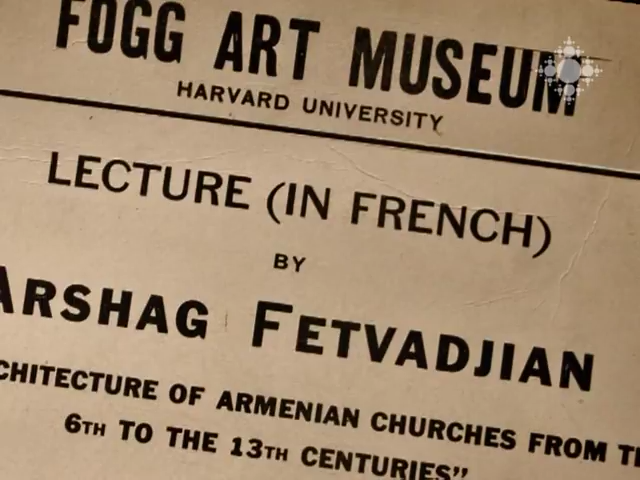 FOGG ART MUSEUM
HARVARD UNIVERSITY
LECTURE (IN FRENCH)
BY
ARSHAG FETVADJIAN
CHITECTURE OF ARMENIAN CHURCHES FROM TH
6TH TO THE 13TH CENTURIES”